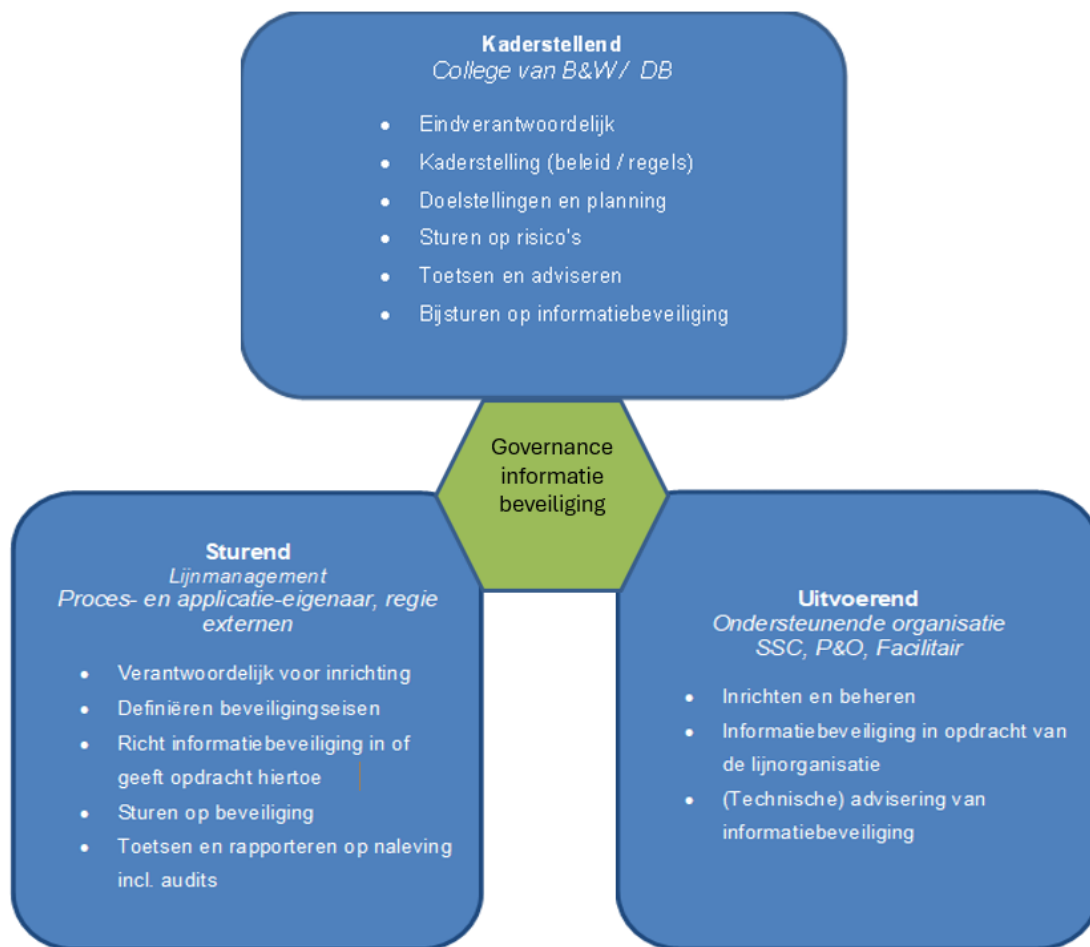 Kaderstellend
College van B&W / DB
• Eindverantwoordelijk
• Kaderstelling (beleid / regels)
• Doelstellingen en planning
• Sturen op risico's
• Toetsen en adviseren
• Bijsturen op informatiebeveiliging
Governance
informatie
beveiliging
Sturend
Lijnmanagement
Proces- en applicatie-eigenaar, regie
externen
• Verantwoordelijk voor inrichting
• Definiëren beveiligingseisen
• Richt informatiebeveiliging in of
geeft opdracht hiertoe
• Sturen op beveiliging
• Toetsen en rapporteren op naleving
incl. audits
Uitvoerend
Ondersteunende organisatie
SSC, P&O, Facilitair
• Inrichten en beheren
• Informatiebeveiliging in opdracht van
de lijnorganisatie
• (Technische) advisering van
informatiebeveiliging